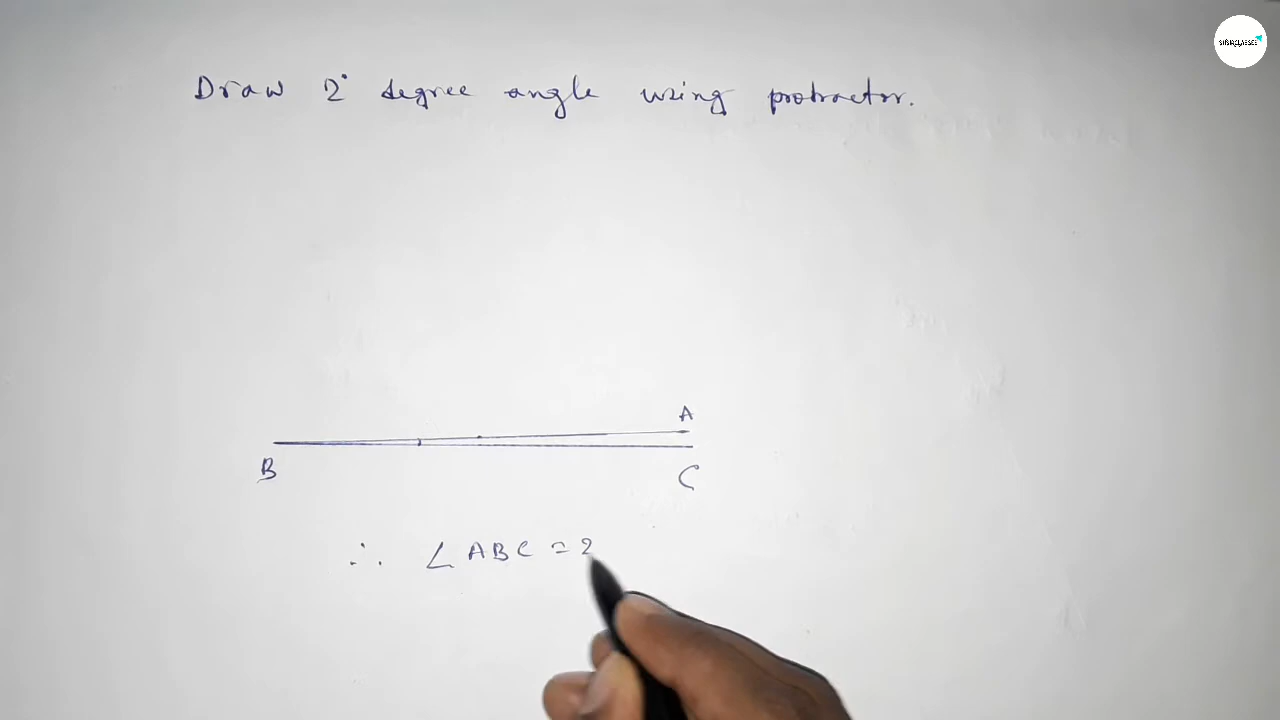 Draw 2° degree angle using protractor.
A
B
C
∴ ∠ABC = 2